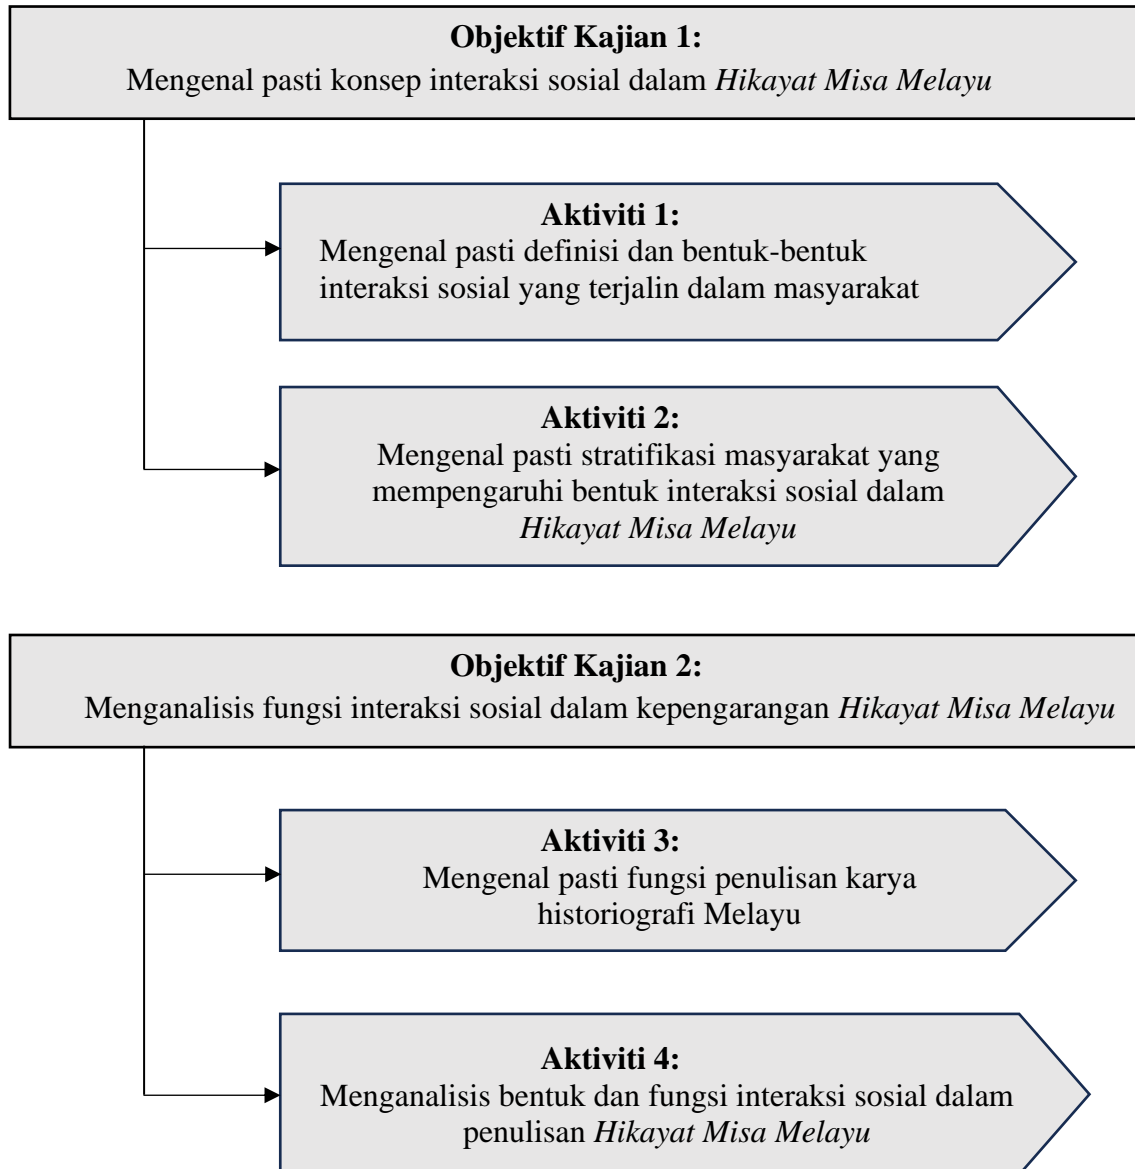 Objektif Kajian 1:
Mengenal pasti konsep interaksi sosial dalam Hikayat Misa Melayu
Aktiviti 1:
Mengenal pasti definisi dan bentuk-bentuk
interaksi sosial yang terjalin dalam masyarakat
Aktiviti 2:
Mengenal pasti stratifikasi masyarakat yang
mempengaruhi bentuk interaksi sosial dalam
Hikayat Misa Melayu
Objektif Kajian 2:
Menganalisis fungsi interaksi sosial dalam kepengarangan Hikayat Misa Melayu
Aktiviti 3:
Mengenal pasti fungsi penulisan karya
historiografi Melayu
Aktiviti 4:
Menganalisis bentuk dan fungsi interaksi sosial dalam
penulisan Hikayat Misa Melayu